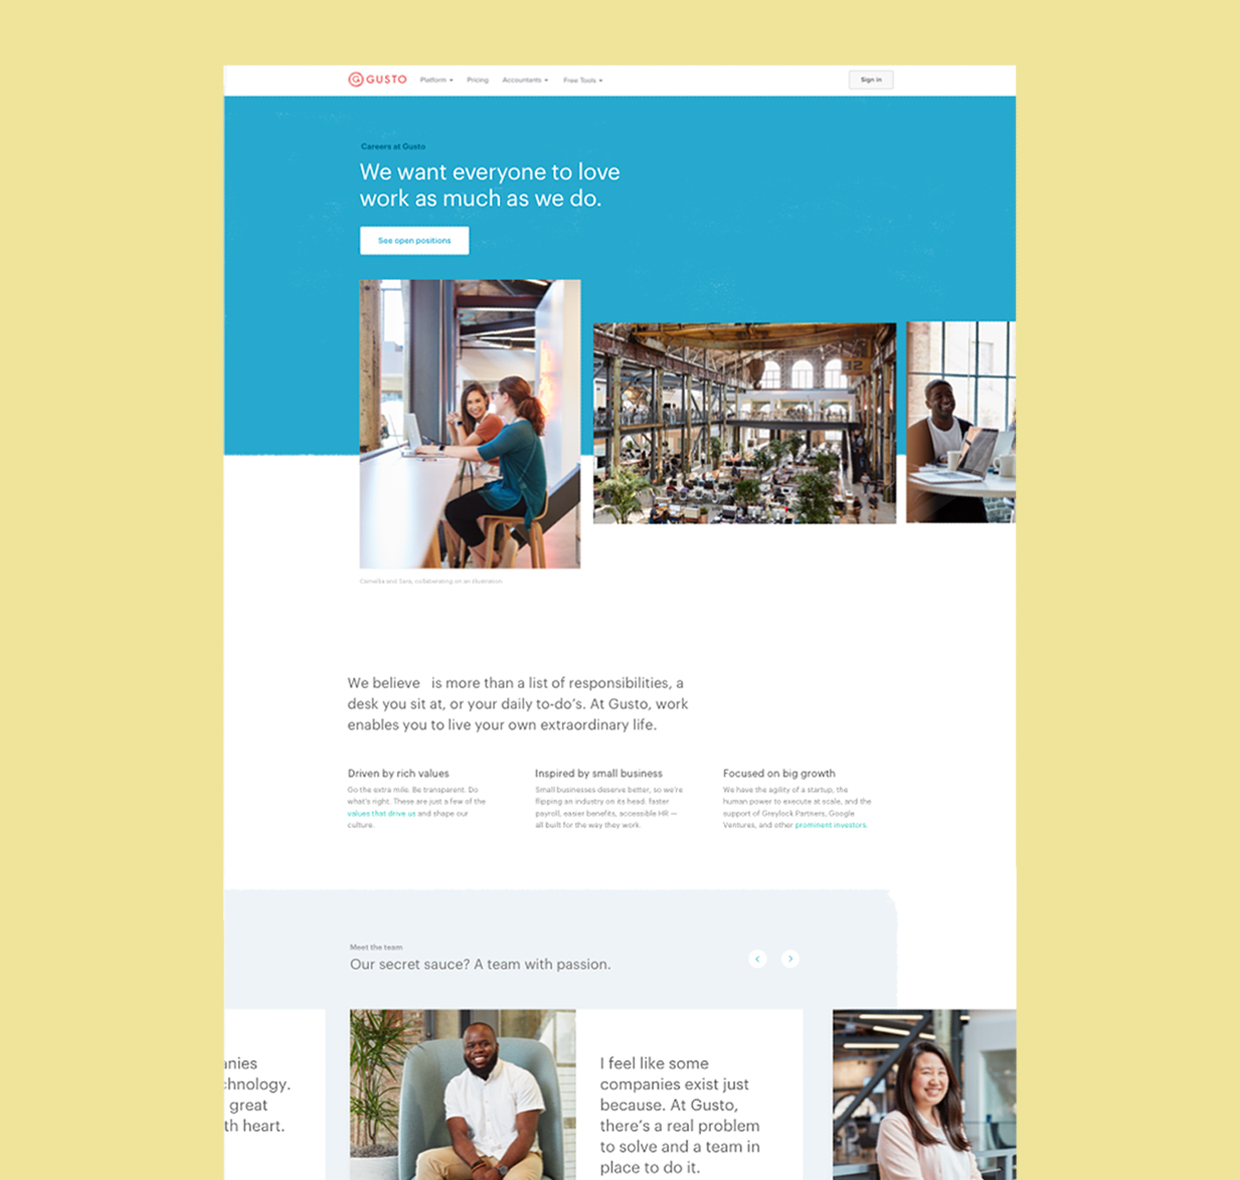 GUSTO Platform Pricing Accountants Free Tools Sign in
Careers at Gusto
We want everyone to love
work as much as we do.
See open positions
12
Camellia and Sara, collaborating on an illustration
We believe is more than a list of responsibilities, a
desk you sit at, or your daily to-do's. At Gusto, work
enables you to live your own extraordinary life.
Driven by rich values
Go the extra mile. Be transparent. Do
what's right. These are just a few of the
values that drive us and shape our
culture.
Inspired by small business
Small businesses deserve better, so we're
flipping an industry on its head. faster
payroll, easier benefits, accessible HR —
all built for the way they work.
Focused on big growth
We have the agility of a startup, the
human power to execute at scale, and the
support of Greylock Partners, Google
Ventures, and other prominent investors.
Meet the team
Our secret sauce? A team with passion.
anies
chnology.
great
th heart.
I feel like some
companies exist just
because. At Gusto,
there's a real problem
to solve and a team in
place to do it.